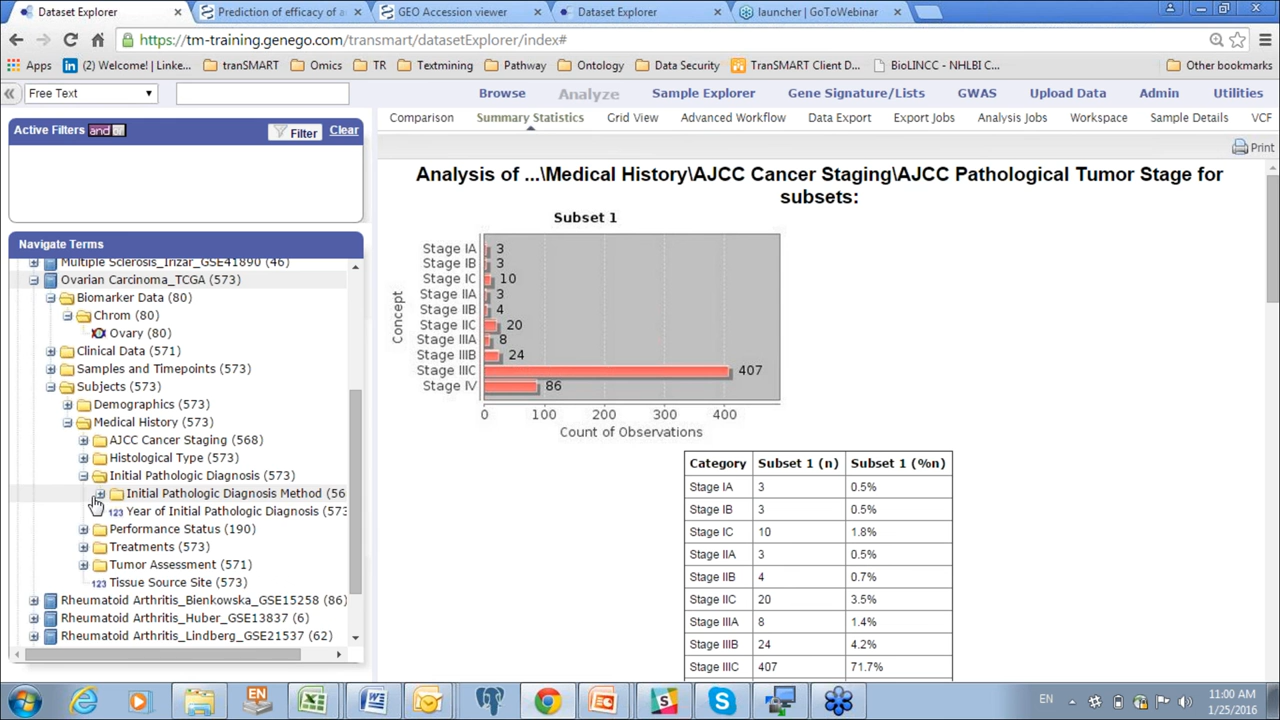 Dataset Explorer
Prediction of efficacy of a
GEO Accession viewer
Dataset Explorer
launcher | GoToWebinar
https://tm-training.genego.com/transmart/datasetExplorer/index#
Apps
(2) Welcome! | Linke...
tranSMART
Omics
TR
Textmining
Pathway
Ontology
Data Security
TranSMART Client D...
BioLINCC - NHLBI C...
Other bookmarks
Free Text
Browse
Analyze
Sample Explorer
Gene Signature/Lists
GWAS
Upload Data
Admin
Utilities
Active Filters and or
Filter
Clear
Comparison
Summary Statistics
Grid View
Advanced Workflow
Data Export
Export Jobs
Analysis Jobs
Workspace
Sample Details
VCF
Print
Navigate Terms
Multiple Sclerosis_Irizar_GSE41890 (46)
Ovarian Carcinoma_TCGA (573)
Biomarker Data (80)
Chrom (80)
Ovary (80)
Clinical Data (571)
Samples and Timepoints (573)
Subjects (573)
Demographics (573)
Medical History (573)
AJCC Cancer Staging (568)
Histological Type (573)
Initial Pathologic Diagnosis (573)
Initial Pathologic Diagnosis Method (56
123 Year of Initial Pathologic Diagnosis (573
Performance Status (190)
Treatments (573)
Tumor Assessment (571)
123 Tissue Source Site (573)
Rheumatoid Arthritis_Bienkowska_GSE15258 (86)
Rheumatoid Arthritis_Huber_GSE13837 (6)
Rheumatoid Arthritis_Lindberg_GSE21537 (62)
Analysis of ...\Medical History\AJCC Cancer Staging\AJCC Pathological Tumor Stage for
subsets:
Subset 1
Concept
Stage IA 3
Stage IB 3
Stage IC 10
Stage IIA 3
Stage IIB 4
Stage IIC 20
Stage IIIA 8
Stage IIIB 24
Stage IIIC 407
Stage IV 86
0 100 200 300 400
Count of Observations
Category Subset 1 (n) Subset 1 (%n)
Stage IA 3 0.5%
Stage IB 3 0.5%
Stage IC 10 1.8%
Stage IIA 3 0.5%
Stage IIB 4 0.7%
Stage IIC 20 3.5%
Stage IIIA 8 1.4%
Stage IIIB 24 4.2%
Stage IIIC 407 71.7%
EN
EN
11:00 AM
1/25/2016